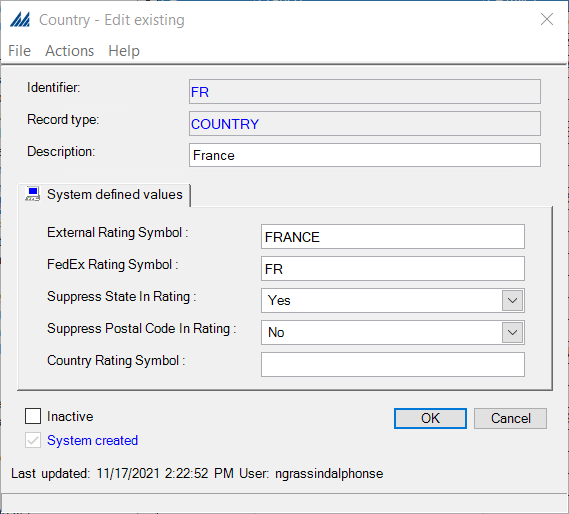 Country - Edit existing
File Actions Help
Identifier: FR
Record type: COUNTRY
Description: France
System defined values
External Rating Symbol : FRANCE
FedEx Rating Symbol : FR
Suppress State In Rating : Yes
Suppress Postal Code In Rating : No
Country Rating Symbol :
Inactive
OK Cancel
System created
Last updated: 11/17/2021 2:22:52 PM User: ngrassindalphonse